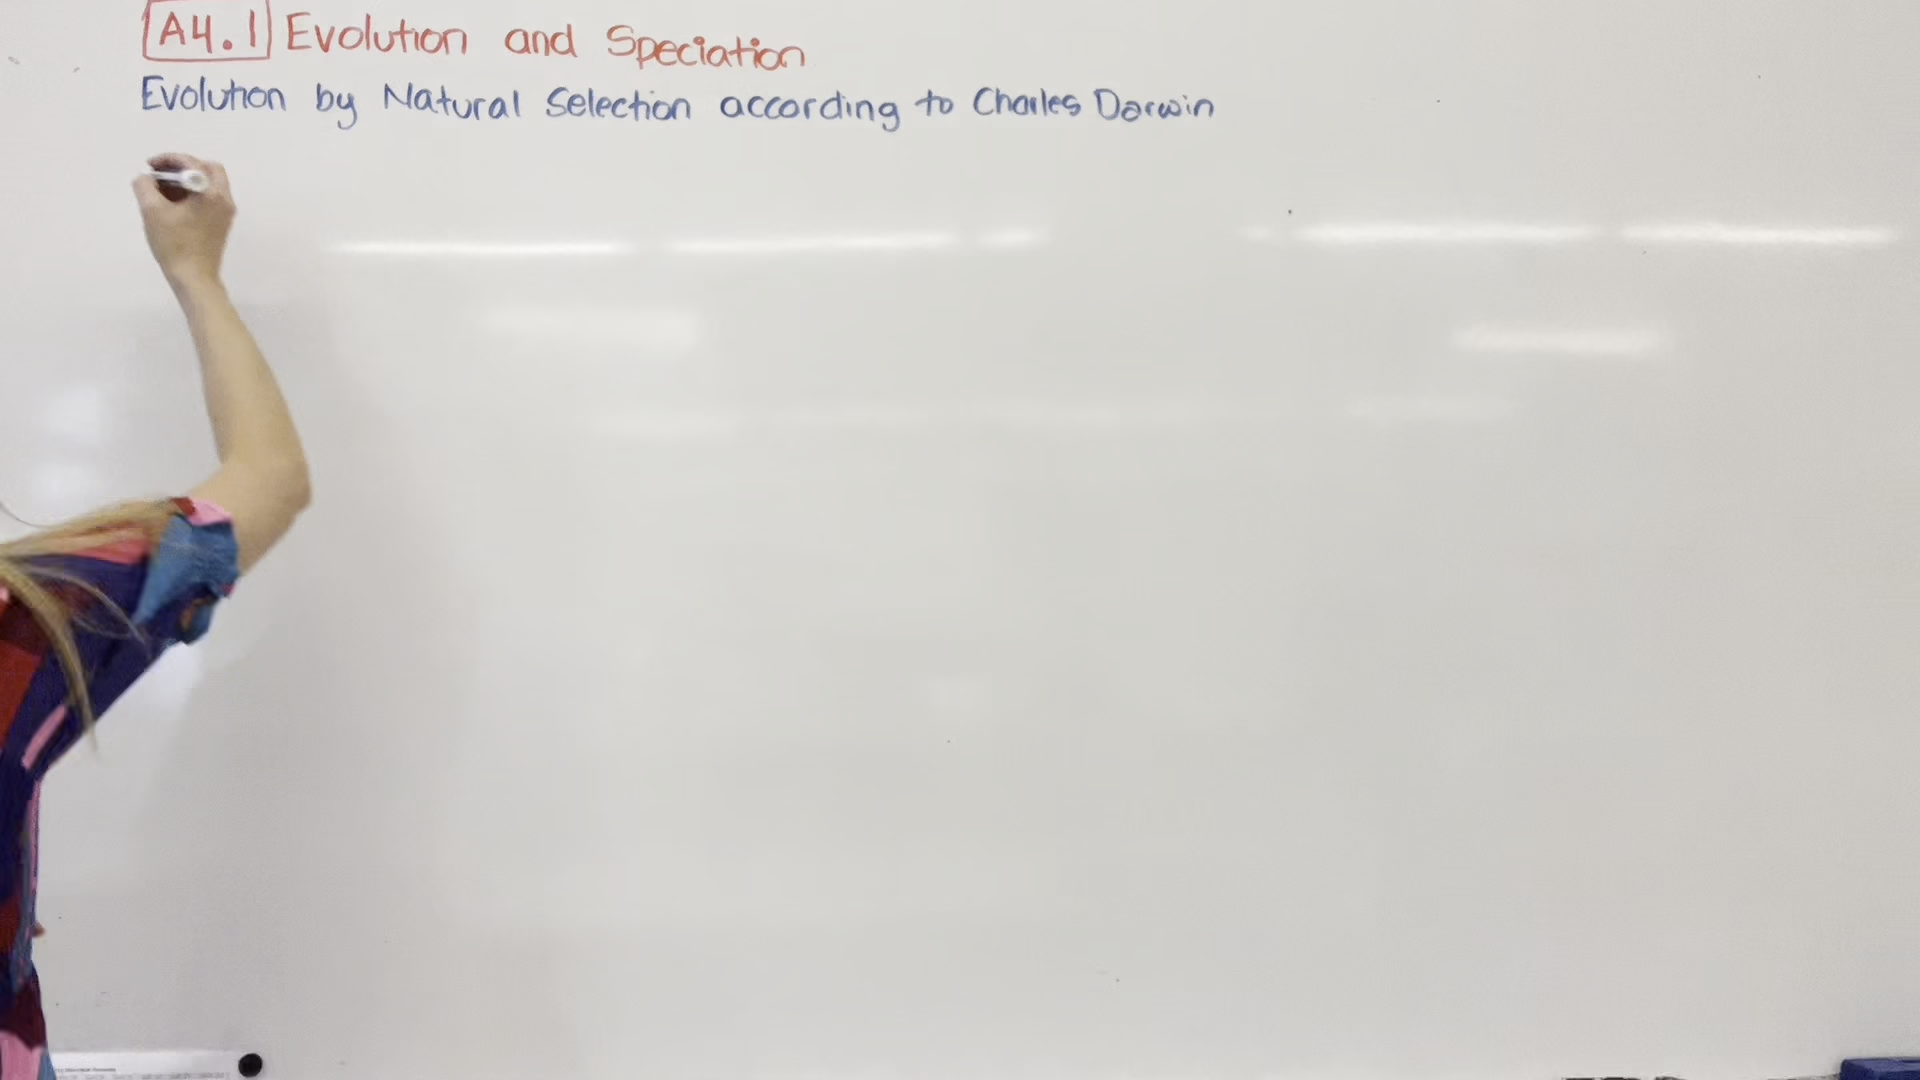 A4.1 Evolution and Speciation
Evolution by Natural Selection according to Charles Darwin